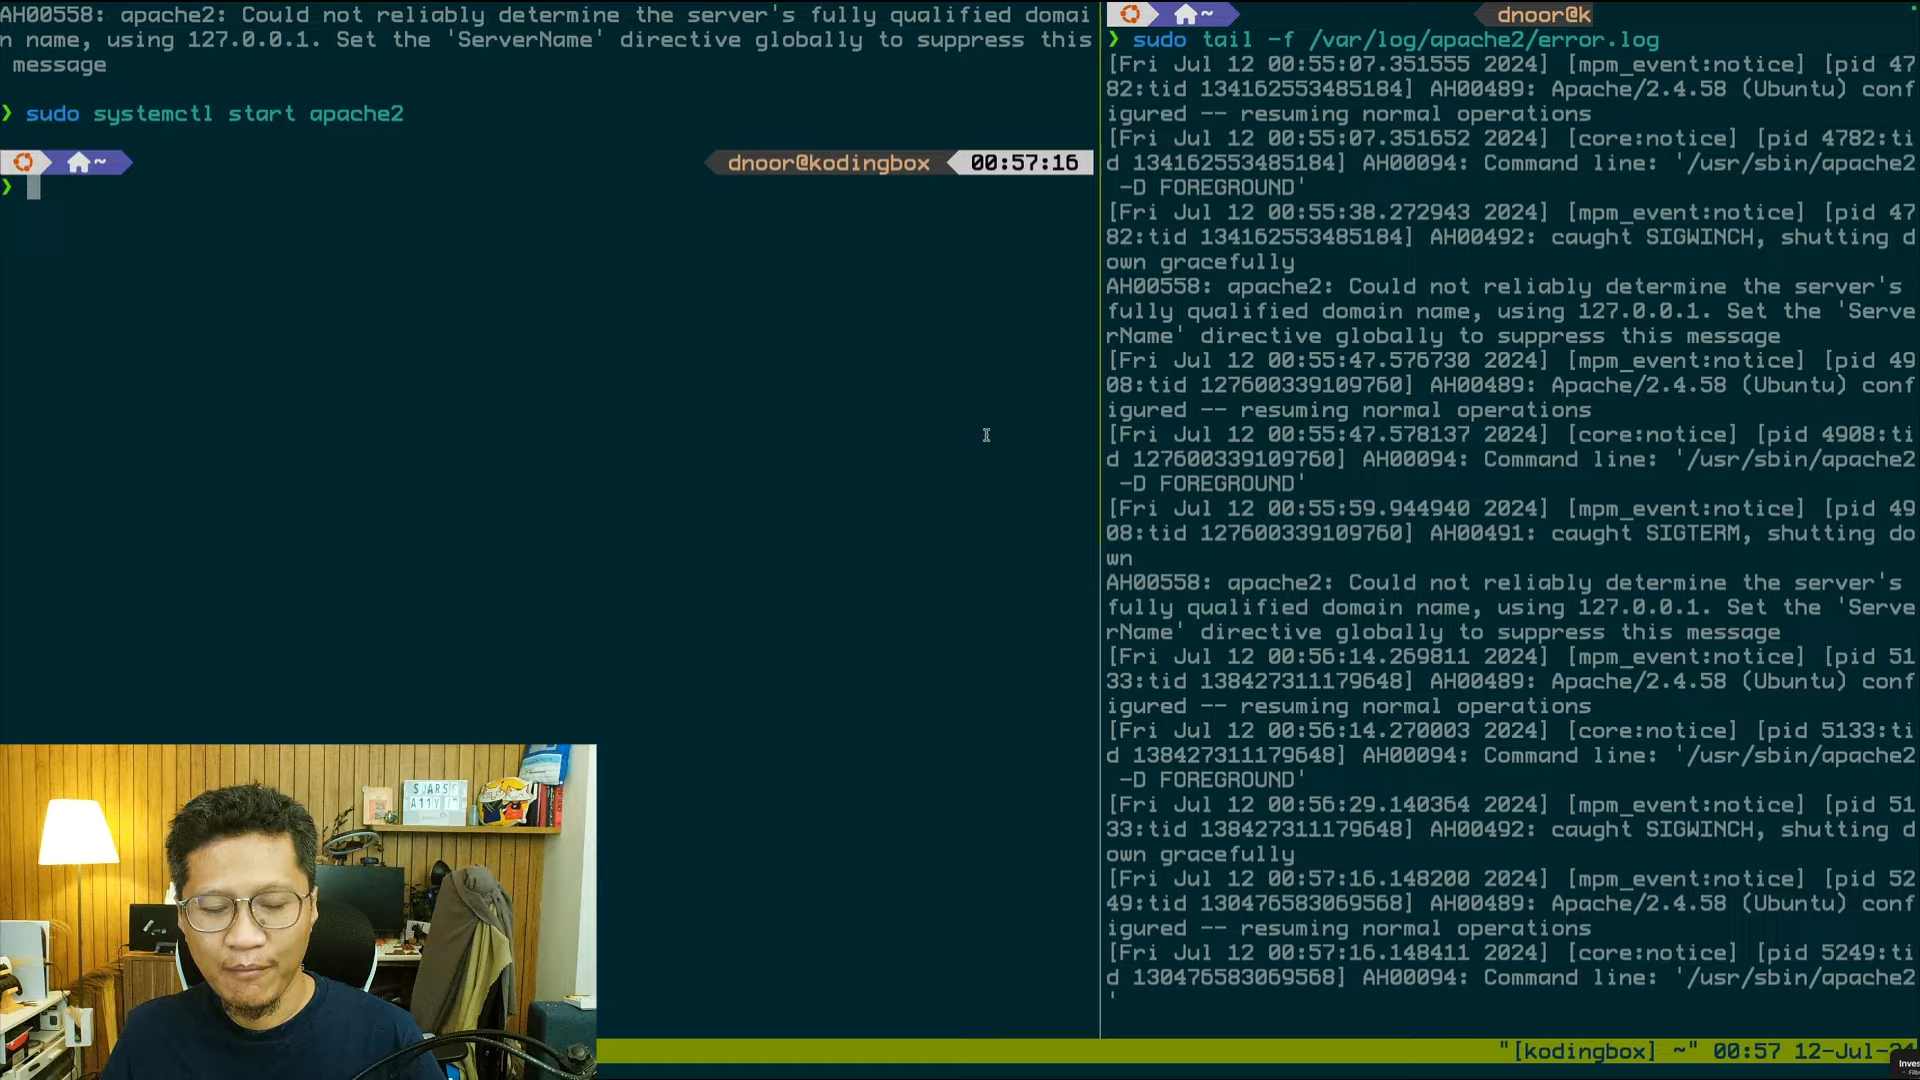 AH00558: apache2: Could not reliably determine the server's fully qualified domai
n name, using 127.0.0.1. Set the 'ServerName' directive globally to suppress this
message
❯ sudo systemctl start apache2
~ dnoor@kodingbox 00:57:16
❯
~ dnoor@k
❯ sudo tail -f /var/log/apache2/error.log
[Fri Jul 12 00:55:07.351555 2024] [mpm_event:notice] [pid 47
82:tid 134162553485184] AH00489: Apache/2.4.58 (Ubuntu) conf
igured -- resuming normal operations
[Fri Jul 12 00:55:07.351652 2024] [core:notice] [pid 4782:ti
d 134162553485184] AH00094: Command line: '/usr/sbin/apache2
-D FOREGROUND'
[Fri Jul 12 00:55:38.272943 2024] [mpm_event:notice] [pid 47
82:tid 134162553485184] AH00492: caught SIGWINCH, shutting d
own gracefully
AH00558: apache2: Could not reliably determine the server's
fully qualified domain name, using 127.0.0.1. Set the 'Serve
rName' directive globally to suppress this message
[Fri Jul 12 00:55:47.576730 2024] [mpm_event:notice] [pid 49
08:tid 127600339109760] AH00489: Apache/2.4.58 (Ubuntu) conf
igured -- resuming normal operations
[Fri Jul 12 00:55:47.578137 2024] [core:notice] [pid 4908:ti
d 127600339109760] AH00094: Command line: '/usr/sbin/apache2
-D FOREGROUND'
[Fri Jul 12 00:55:59.944940 2024] [mpm_event:notice] [pid 49
08:tid 127600339109760] AH00491: caught SIGTERM, shutting do
wn
AH00558: apache2: Could not reliably determine the server's
fully qualified domain name, using 127.0.0.1. Set the 'Serve
rName' directive globally to suppress this message
[Fri Jul 12 00:56:14.269811 2024] [mpm_event:notice] [pid 51
33:tid 138427311179648] AH00489: Apache/2.4.58 (Ubuntu) conf
igured -- resuming normal operations
[Fri Jul 12 00:56:14.270003 2024] [core:notice] [pid 5133:ti
d 138427311179648] AH00094: Command line: '/usr/sbin/apache2
-D FOREGROUND'
[Fri Jul 12 00:56:29.140364 2024] [mpm_event:notice] [pid 51
33:tid 138427311179648] AH00492: caught SIGWINCH, shutting d
own gracefully
[Fri Jul 12 00:57:16.148200 2024] [mpm_event:notice] [pid 52
49:tid 130476583069568] AH00489: Apache/2.4.58 (Ubuntu) conf
igured -- resuming normal operations
[Fri Jul 12 00:57:16.148411 2024] [core:notice] [pid 5249:ti
d 130476583069568] AH00094: Command line: '/usr/sbin/apache2
'
"[kodingbox] ~" 00:57 12-Jul-
Inves